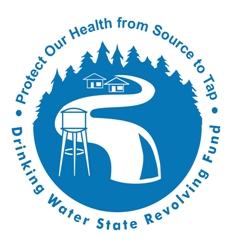 • Protect Our Health from Source to Tap •
Drinking Water State Revolving Fund